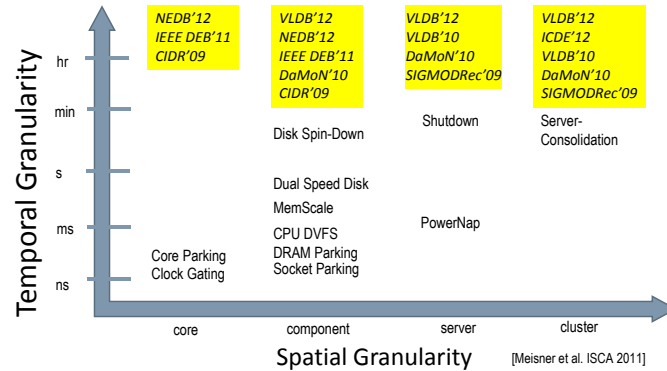 Temporal Granularity
hr
min
s
ms
ns
NEDB'12
IEEE DEB'11
CIDR'09
VLDB'12
NEDB'12
IEEE DEB'11
DaMoN'10
CIDR'09
VLDB'12
VLDB'10
DaMoN'10
SIGMODRec'09
VLDB'12
ICDE'12
VLDB'10
DaMoN'10
SIGMODRec'09
Disk Spin-Down
Shutdown
Server-
Consolidation
Dual Speed Disk
MemScale
CPU DVFS
DRAM Parking
Socket Parking
PowerNap
Core Parking
Clock Gating
core
component
server
cluster
Spatial Granularity
[Meisner et al. ISCA 2011]